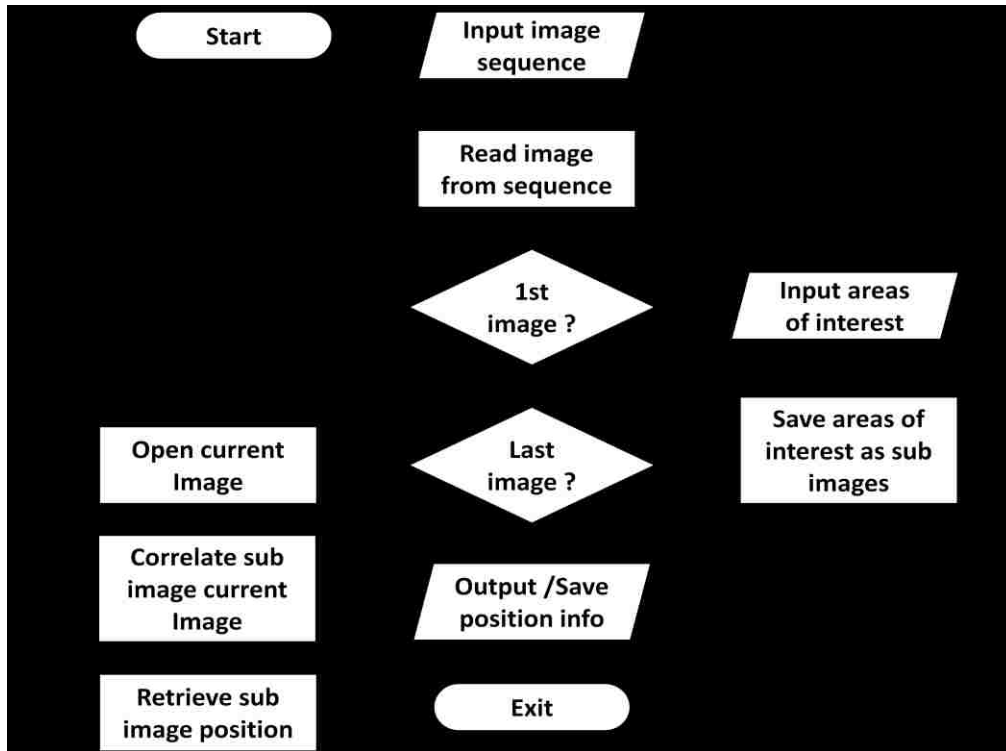 Start
Input image
sequence
Read image
from sequence
1st
image ?
Input areas
of interest
Last
image ?
Save areas of
interest as sub
images
Open current
Image
Correlate sub
image current
Image
Output /Save
position info
Retrieve sub
image position
Exit